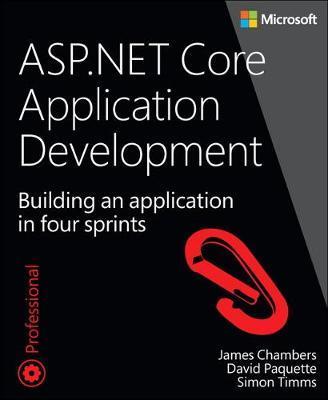 Microsoft
ASP.NET Core
Application
Development
Building an application
in four sprints
Professional
James Chambers
David Paquette
Simon Timms